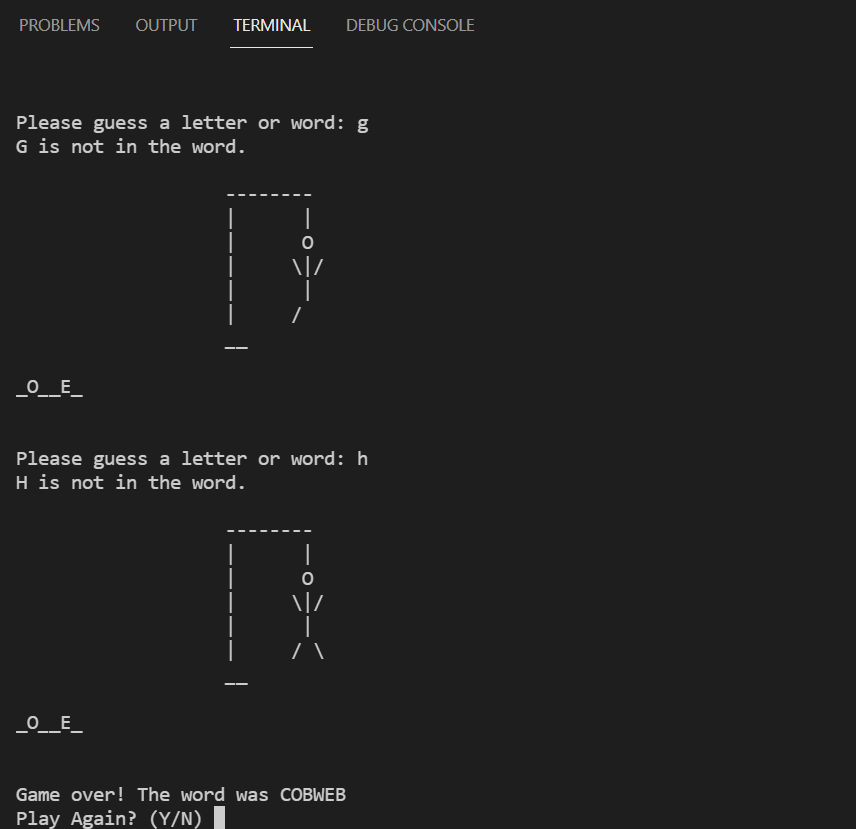 PROBLEMS OUTPUT TERMINAL DEBUG CONSOLE
Please guess a letter or word: g
G is not in the word.
                   --------
                   |      |
                   |      O
                   |     \|/
                   |      |
                   |     /
                   __
_O__E_
Please guess a letter or word: h
H is not in the word.
                   --------
                   |      |
                   |      O
                   |     \|/
                   |      |
                   |     / \
                   __
_O__E_
Game over! The word was COBWEB
Play Again? (Y/N)